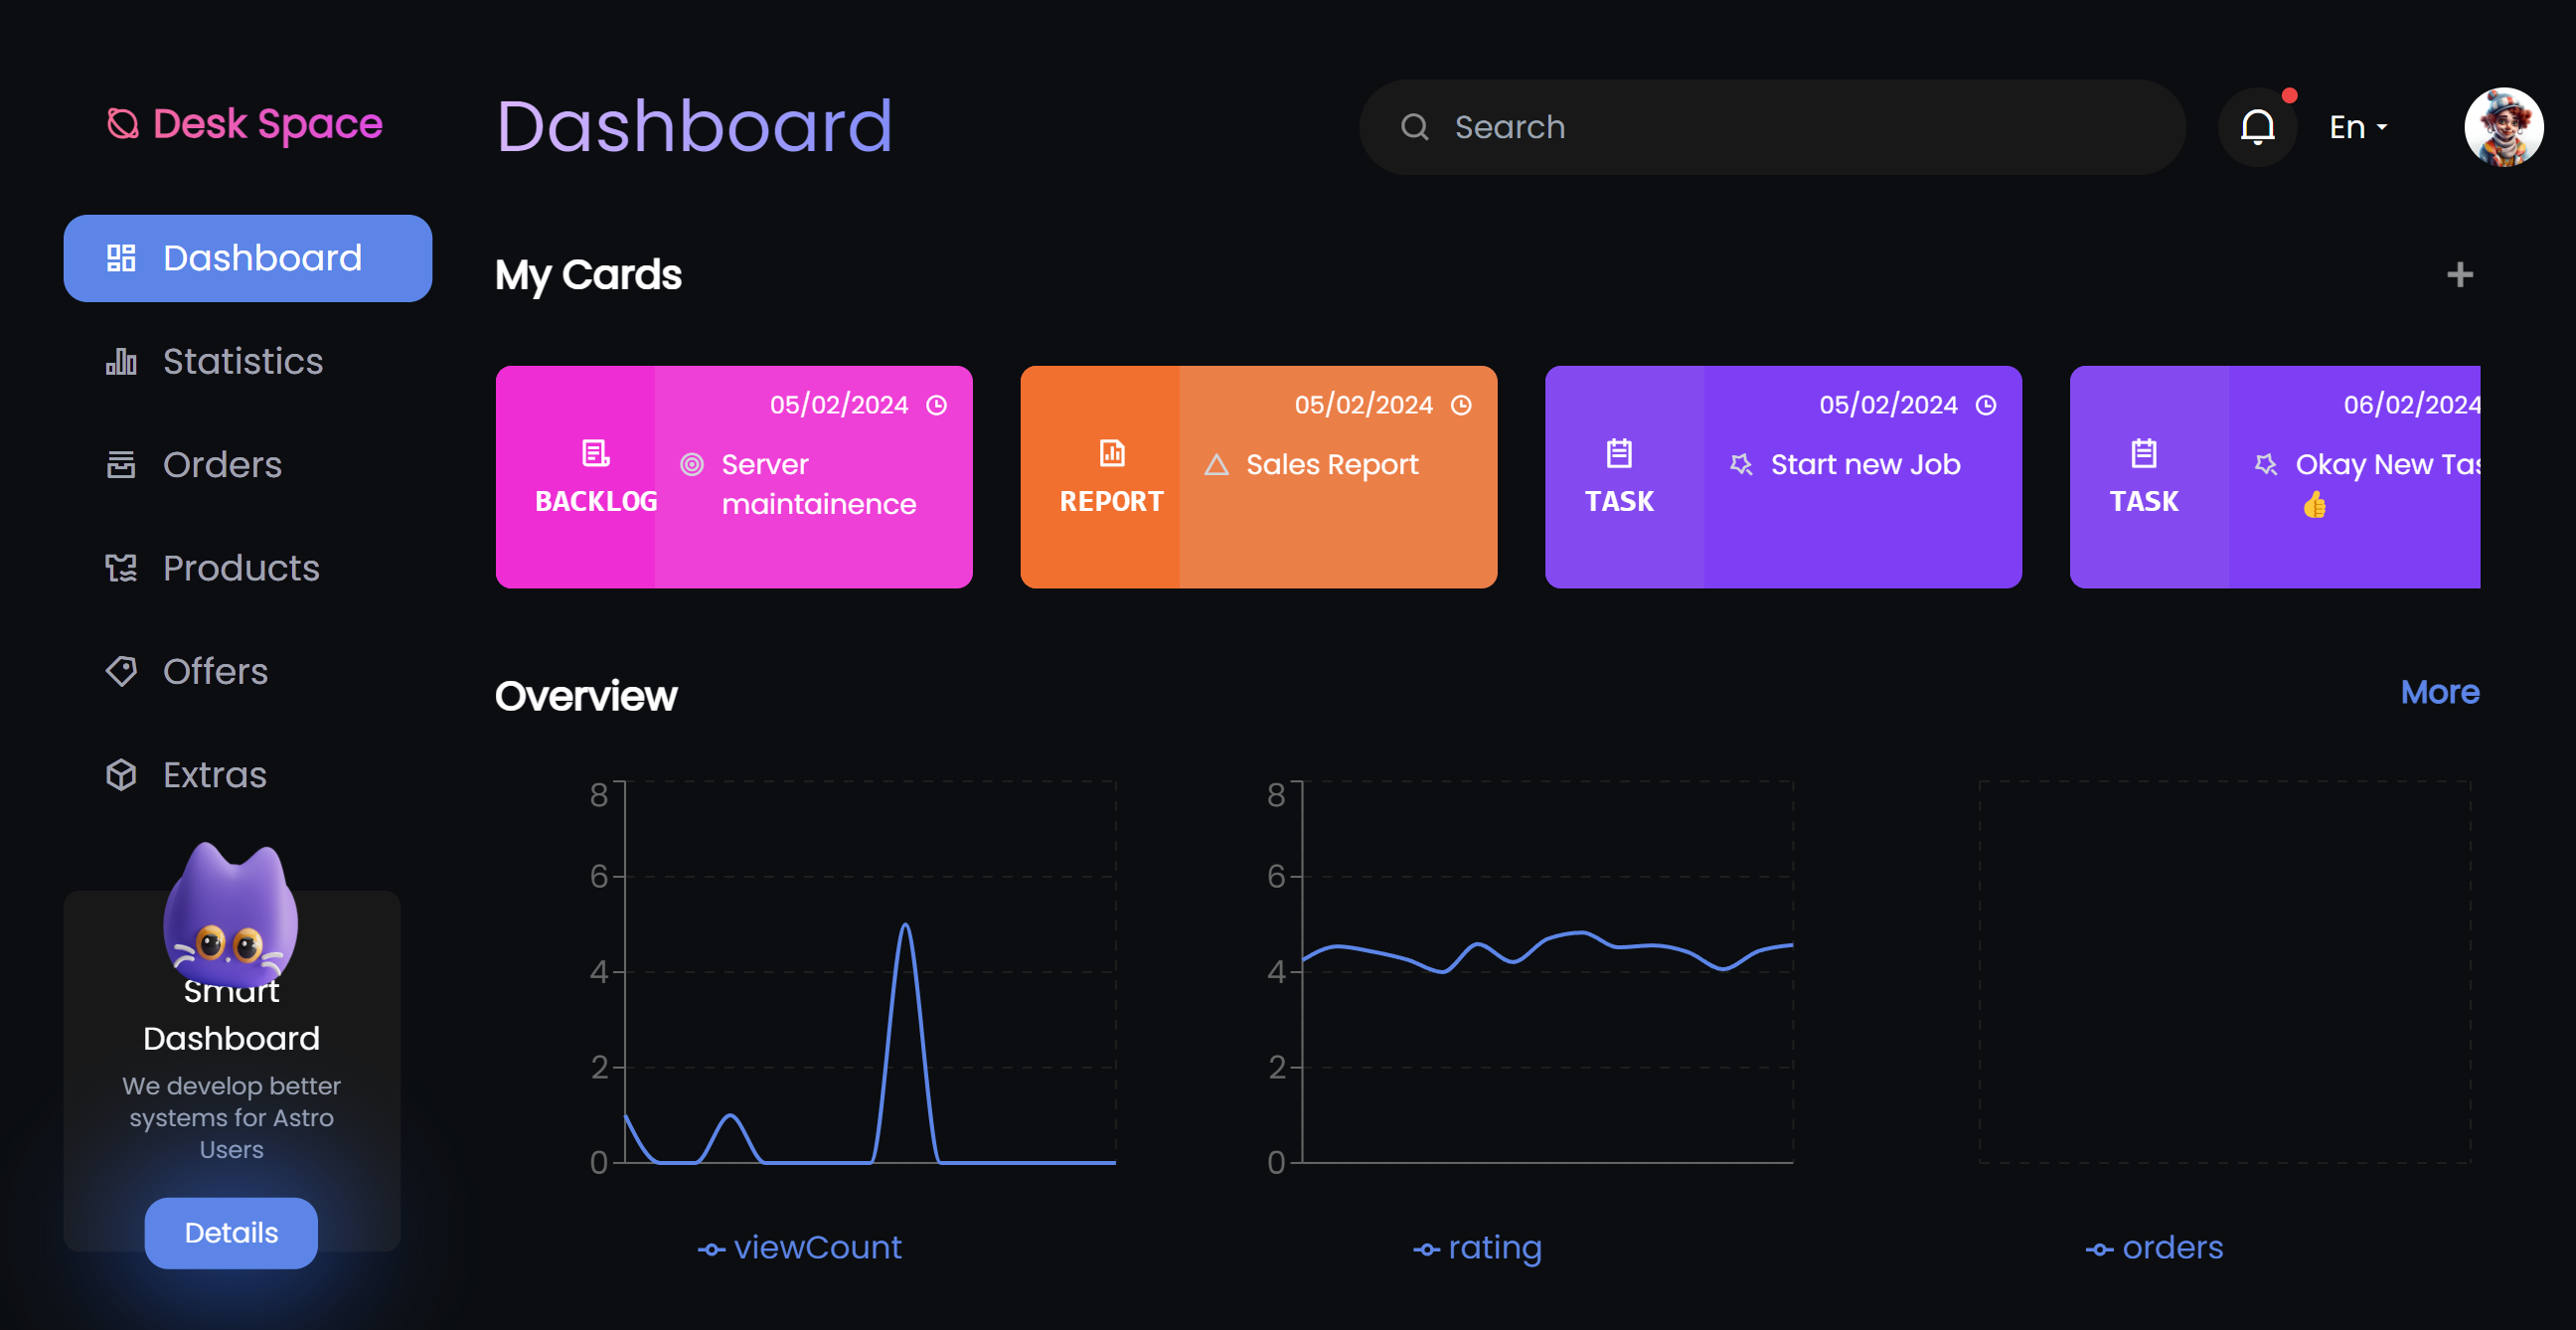 Desk Space
Dashboard
Search
En
Dashboard
Statistics
Orders
Products
Offers
Extras
Smart
Dashboard
We develop better
systems for Astro
Users
Details
My Cards
05/02/2024
BACKLOG
Server
maintainence
05/02/2024
REPORT
Sales Report
05/02/2024
TASK
Start new Job
06/02/2024
TASK
Okay New Tas
👍
Overview
More
8
6
4
2
0
viewCount
8
6
4
2
0
rating
orders